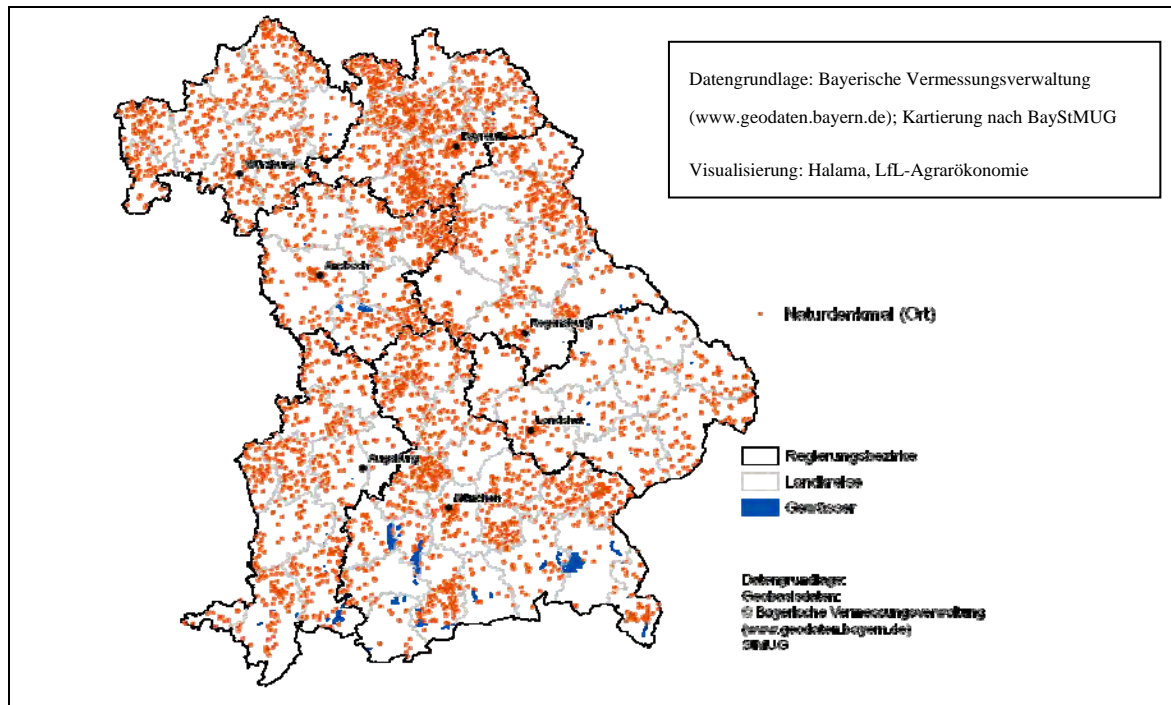 Datengrundlage: Bayerische Vermessungsverwaltung
(www.geodaten.bayern.de); Kartierung nach BayStMUG
Visualisierung: Halama, LfL-Agrarökonomie
Bayreuth
Würzburg
Ansbach
Regensburg
Naturdenkmal (Ort)
Landshut
Augsburg
Regierungsbezirke
Landkreise
München
Gewässer
Datengrundlage:
Geobasisdaten:
© Bayerische Vermessungsverwaltung
(www.geodaten.bayern.de)
StMUG